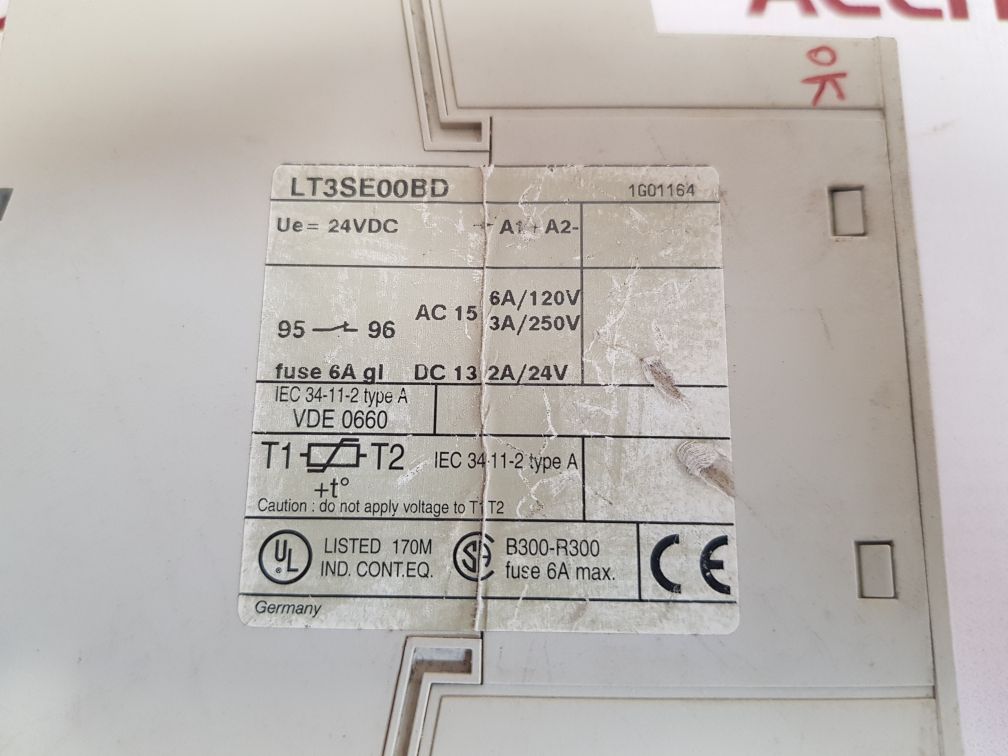 OK
LT3SE00BD 1G01164
Ue= 24VDC A1 + A2-
95 96 AC 15 6A/120V
3A/250V
fuse 6A gl DC 13 2A/24V
IEC 34-11-2 type A
VDE 0660
T1 T2 IEC 34-11-2 type A
+t°
Caution : do not apply voltage to T1 T2
UL LISTED 170M SA B300-R300 CE
IND. CONT.EQ. fuse 6A max.
Germany